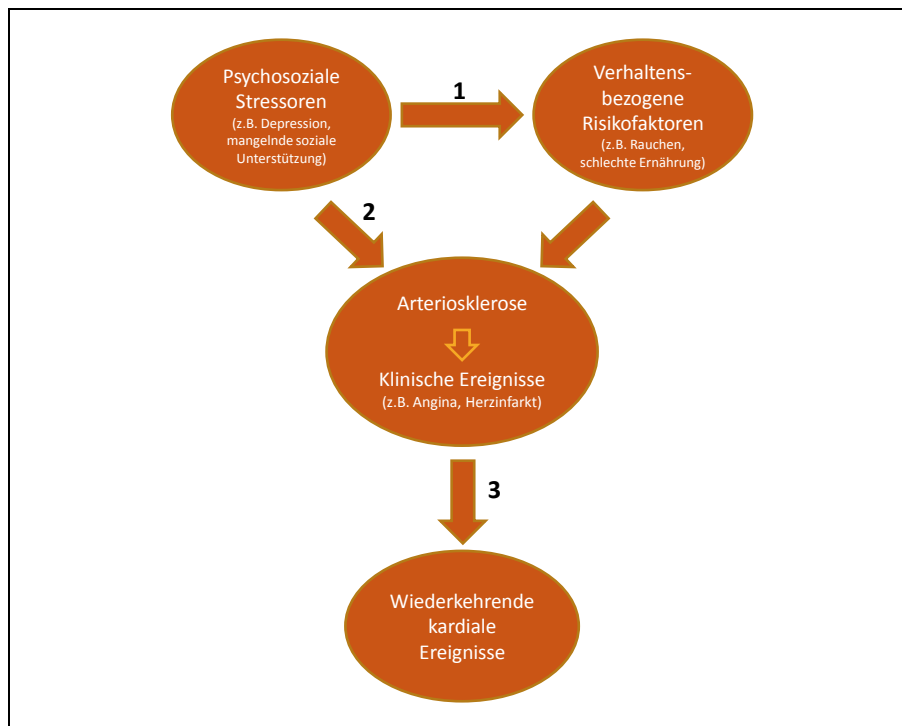 Psychosoziale
Stressoren
(z.B. Depression,
mangelnde soziale
Unterstützung)
1
Verhaltens-
bezogene
Risikofaktoren
(z.B. Rauchen,
schlechte Ernährung)
2
Arteriosklerose
Klinische Ereignisse
(z.B. Angina, Herzinfarkt)
3
Wiederkehrende
kardiale
Ereignisse